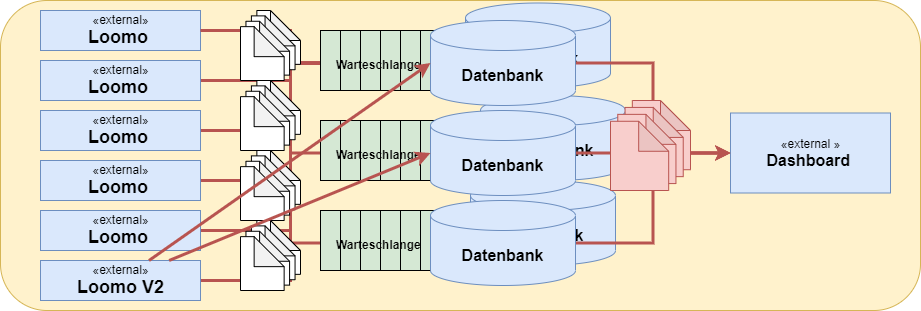 «external»
Loomo
«external»
Loomo
«external»
Loomo
«external»
Loomo
«external»
Loomo
«external»
Loomo V2
Warteschlange
Warteschlange
Warteschlange
Datenbank
k
Datenbank
nk
Datenbank
k
«external »
Dashboard